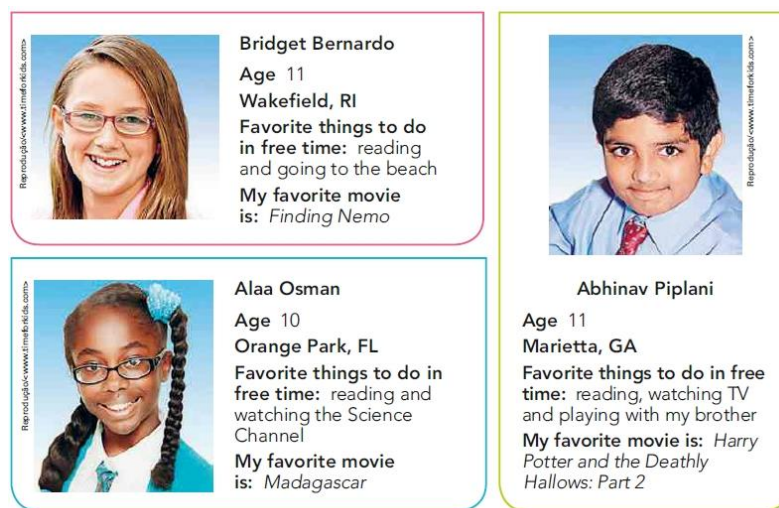 Reprodução/<www.timeforkids.com>
Bridget Bernardo
Age 11
Wakefield, RI
Favorite things to do
in free time: reading
and going to the beach
My favorite movie
is: Finding Nemo
Reprodução/<www.timeforkids.com>
Alaa Osman
Age 10
Orange Park, FL
Favorite things to do in
free time: reading and
watching the Science
Channel
My favorite movie
is: Madagascar
Reprodução/<www.timeforkids.com>
Abhinav Piplani
Age 11
Marietta, GA
Favorite things to do in free
time: reading, watching TV
and playing with my brother
My favorite movie is: Harry
Potter and the Deathly
Hallows: Part 2